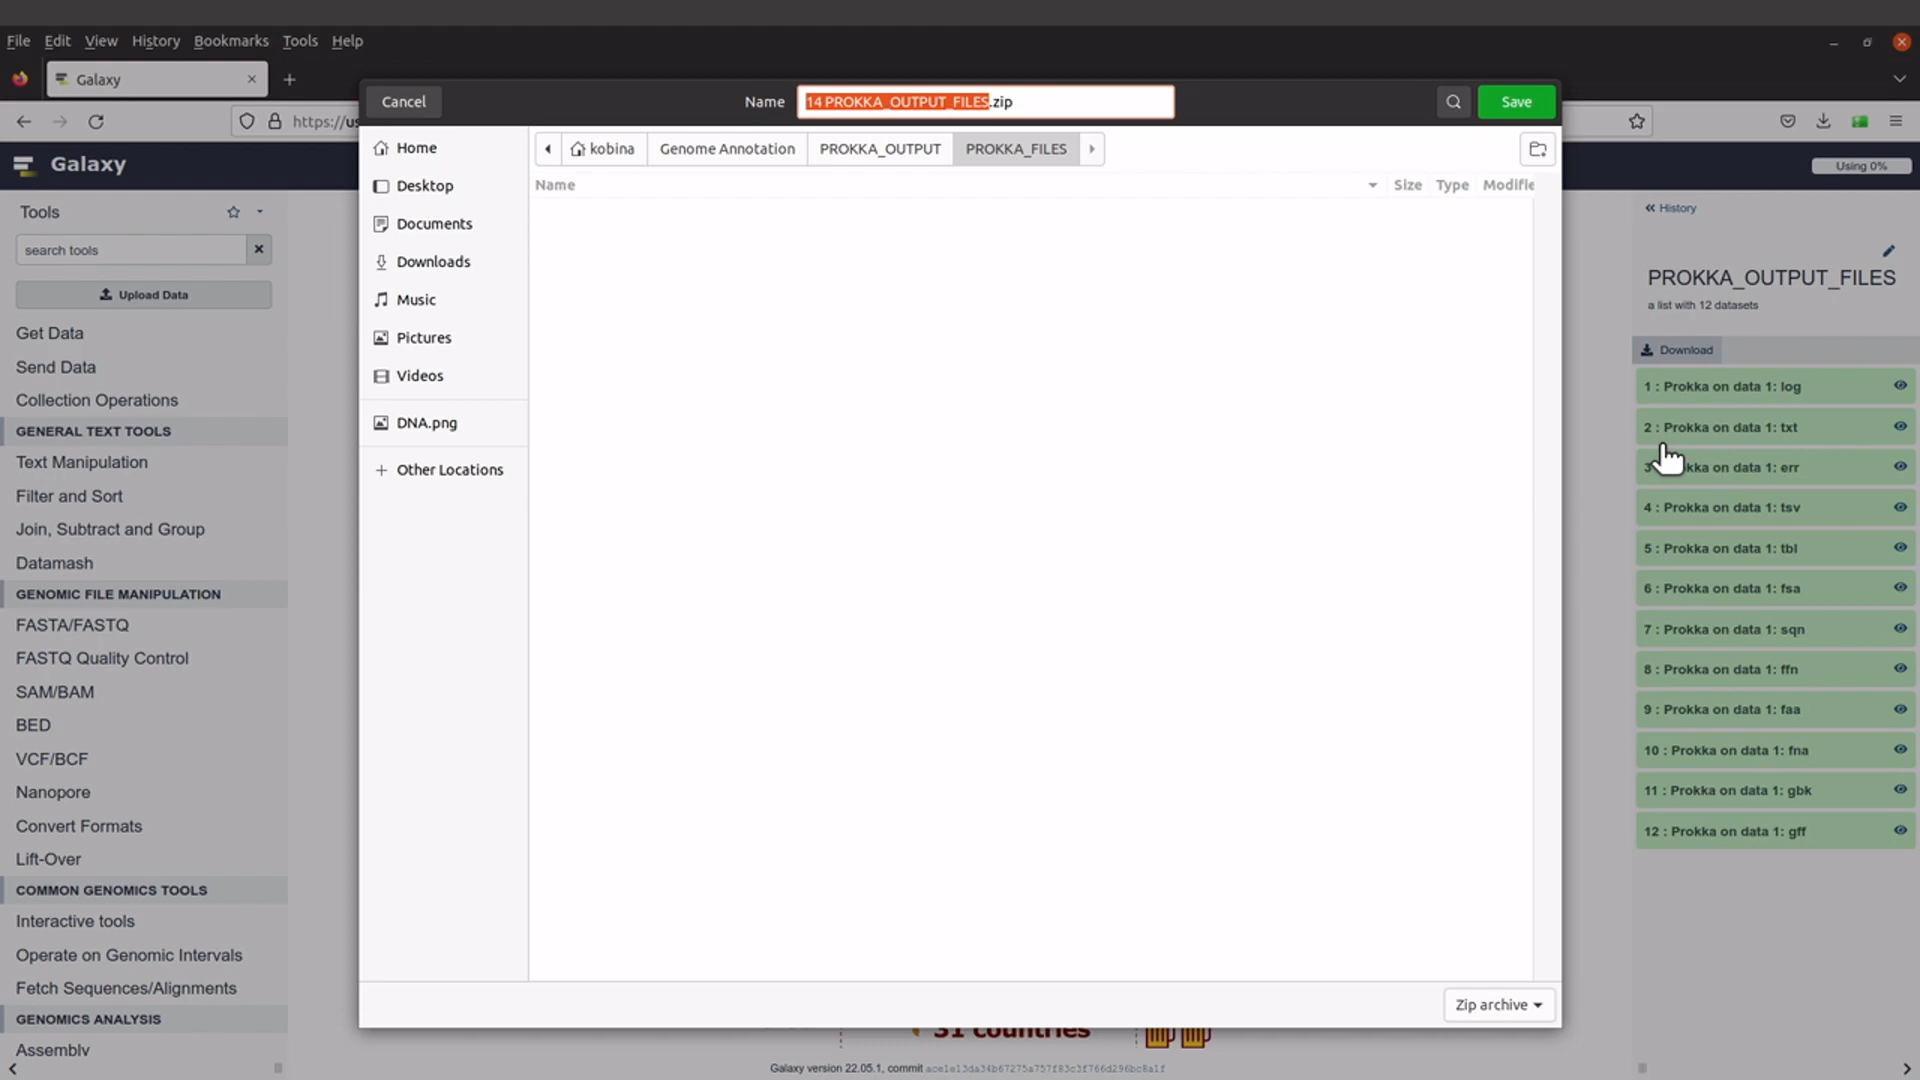 File Edit View History Bookmarks Tools Help
Galaxy
https://us
Cancel
Name
14 PROKKA_OUTPUT_FILES.zip
Save
Galaxy
Using 0%
Home
Desktop
Documents
Downloads
Music
Pictures
Videos
DNA.png
Other Locations
kobina Genome Annotation PROKKA_OUTPUT PROKKA_FILES
Name Size Type Modifie
Zip archive
Tools
search tools
Upload Data
Get Data
Send Data
Collection Operations
GENERAL TEXT TOOLS
Text Manipulation
Filter and Sort
Join, Subtract and Group
Datamash
GENOMIC FILE MANIPULATION
FASTA/FASTQ
FASTQ Quality Control
SAM/BAM
BED
VCF/BCF
Nanopore
Convert Formats
Lift-Over
COMMON GENOMICS TOOLS
Interactive tools
Operate on Genomic Intervals
Fetch Sequences/Alignments
GENOMICS ANALYSIS
Assembly
31 countries
Galaxy version 22.05.1, commit
History
PROKKA_OUTPUT_FILES
a list with 12 datasets
Download
1 : Prokka on data 1: log
2 : Prokka on data 1: txt
3 kka on data 1: err
4 : Prokka on data 1: tsv
5 : Prokka on data 1: tbl
6 : Prokka on data 1: fsa
7 : Prokka on data 1: sqn
8 : Prokka on data 1: ffn
9 : Prokka on data 1: faa
10 : Prokka on data 1: fna
11 : Prokka on data 1: gbk
12 : Prokka on data 1: gff